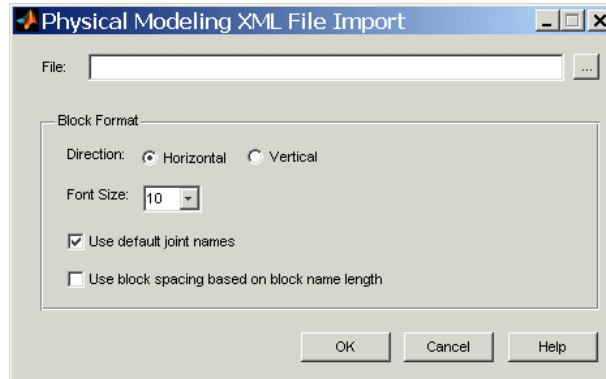 Physical Modeling XML File Import
File:
...
Block Format
Direction: Horizontal Vertical
Font Size: 10
Use default joint names
Use block spacing based on block name length
OK Cancel Help